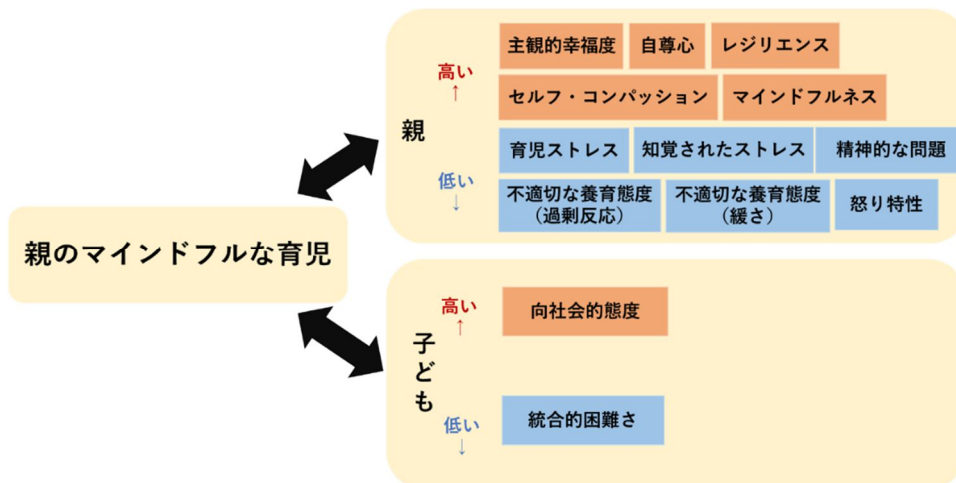 親のマインドフルな育児
親
高い
↑
主観的幸福度
自尊心
レジリエンス
セルフ・コンパッション
マインドフルネス
低い
↓
育児ストレス
知覚されたストレス
精神的な問題
不適切な養育態度
（過剰反応）
不適切な養育態度
（緩さ）
怒り特性
子ども
高い
↑
向社会的態度
低い
↓
統合的困難さ